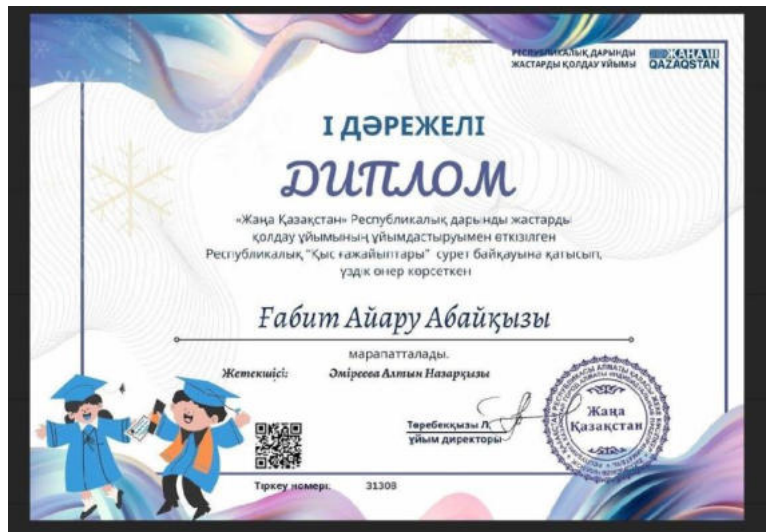 РЕСПУБЛИКАЛЫҚ ДАРЫНДЫ
ЖАСТАРДЫ ҚОЛДАУ ҰЙЫМЫ
ЖАҢА
QAZAQSTAN
І ДӘРЕЖЕЛІ
ДИПЛОМ
«Жаңа Қазақстан» Республикалық дарынды жастарды
қолдау ұйымының ұйымдастыруымен өткізілген
Республикалық "Қыс ғажайыптары" сурет байқауына қатысып,
үздік өнер көрсеткен
Ғабит Айару Абайқызы
марапатталады.
Жетекшісі: Әміреева Алтын Назарқызы
Төребекқызы Л.
ұйым директоры
Жаңа
Қазақстан
Тіркеу номері: 31308